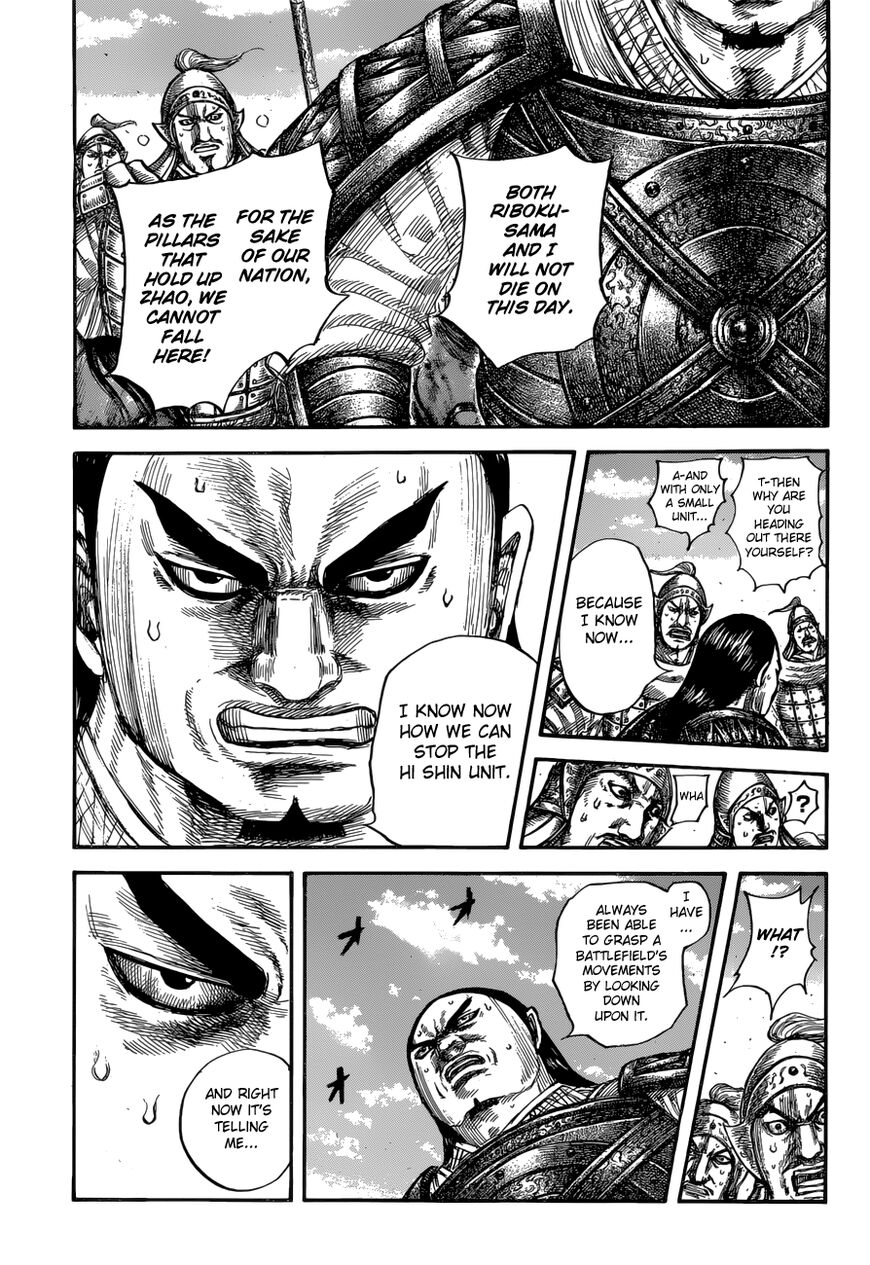 BOTH
RIBOKU-
SAMA
AND I
WILL NOT
DIE ON
THIS DAY.
FOR THE
SAKE
OF OUR
NATION,
AS THE
PILLARS
THAT
HOLD UP
ZHAO, WE
CANNOT
FALL
HERE!
T-THEN
WHY ARE
YOU
HEADING
OUT THERE
YOURSELF?
A-AND
WITH ONLY
A SMALL
UNIT...
BECAUSE
I KNOW
NOW...
?
WHA
I KNOW NOW
HOW WE CAN
STOP THE
HI SHIN UNIT.
WHAT
!?
I
HAVE
...
ALWAYS
BEEN ABLE
TO GRASP A
BATTLEFIELD'S
MOVEMENTS
BY LOOKING
DOWN
UPON IT.
AND RIGHT
NOW IT'S
TELLING
ME...